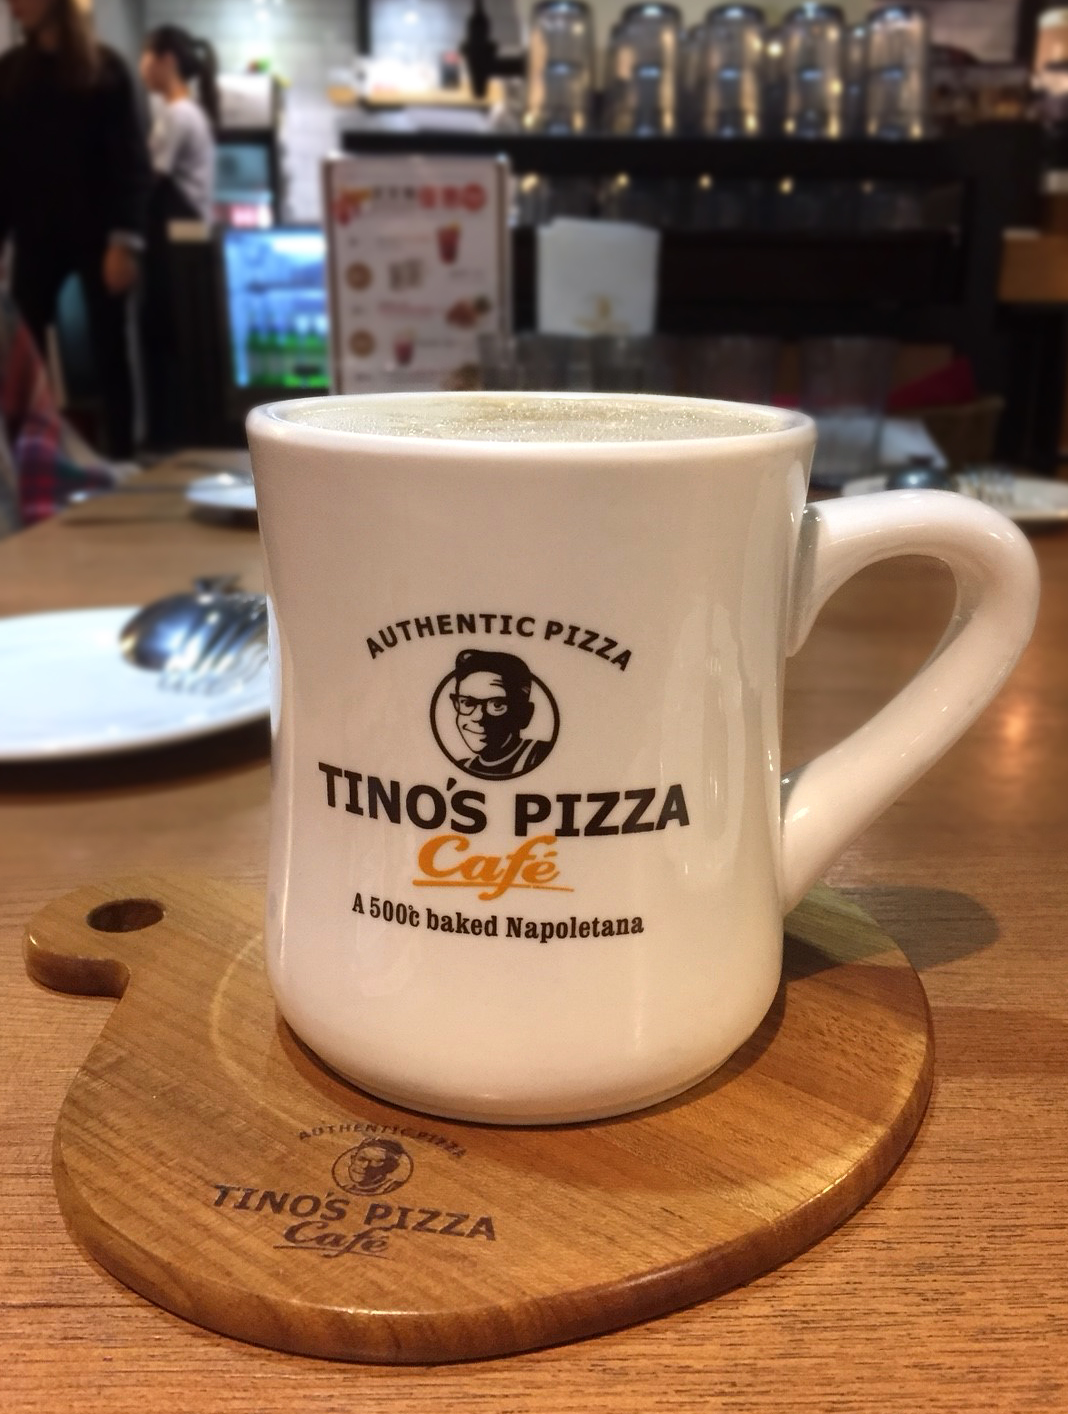 AUTHENTIC PIZZA
TINO'S PIZZA
Café
A 500℃ baked Napoletana
AUTHENTIC PIZZA
TINO'S PIZZA
Café